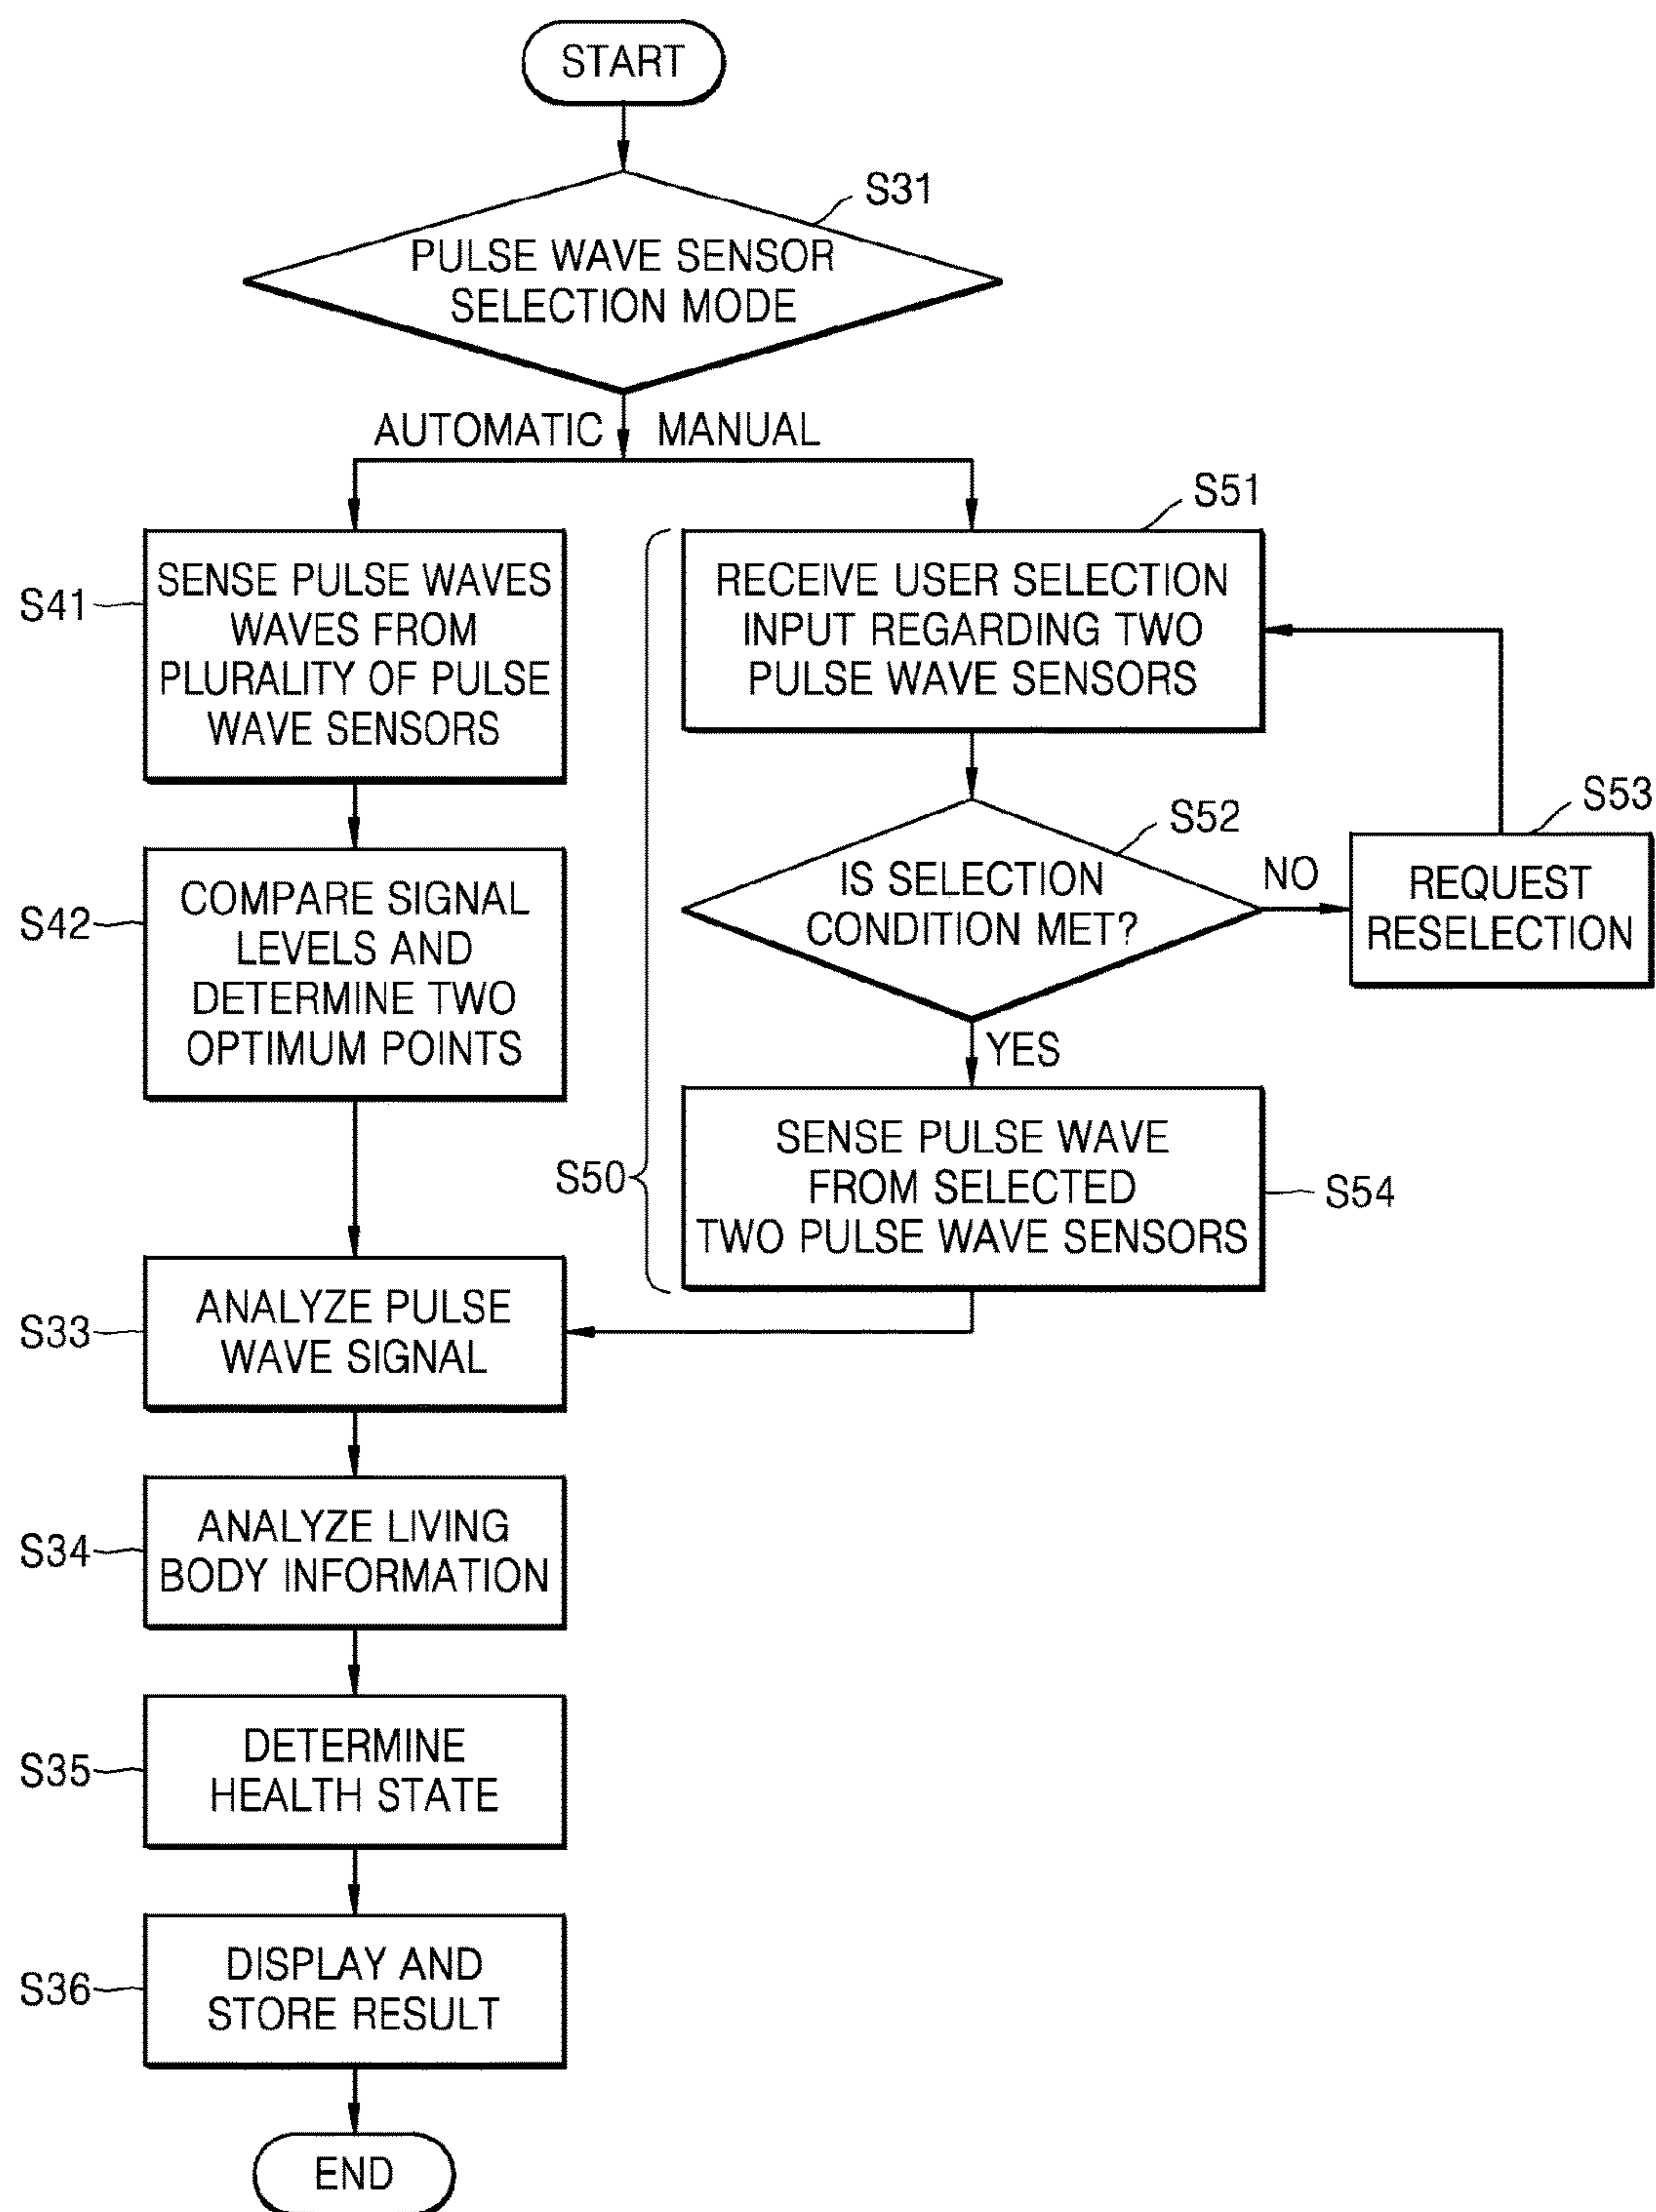 START
S31
PULSE WAVE SENSOR
SELECTION MODE
AUTOMATIC
MANUAL
S41
SENSE PULSE WAVES
WAVES FROM
PLURALITY OF PULSE
WAVE SENSORS
S42
COMPARE SIGNAL
LEVELS AND
DETERMINE TWO
OPTIMUM POINTS
S50
S51
RECEIVE USER SELECTION
INPUT REGARDING TWO
PULSE WAVE SENSORS
S52
IS SELECTION
CONDITION MET?
NO
S53
REQUEST
RESELECTION
YES
SENSE PULSE WAVE
FROM SELECTED
TWO PULSE WAVE SENSORS
S54
S33
ANALYZE PULSE
WAVE SIGNAL
S34
ANALYZE LIVING
BODY INFORMATION
S35
DETERMINE
HEALTH STATE
S36
DISPLAY AND
STORE RESULT
END